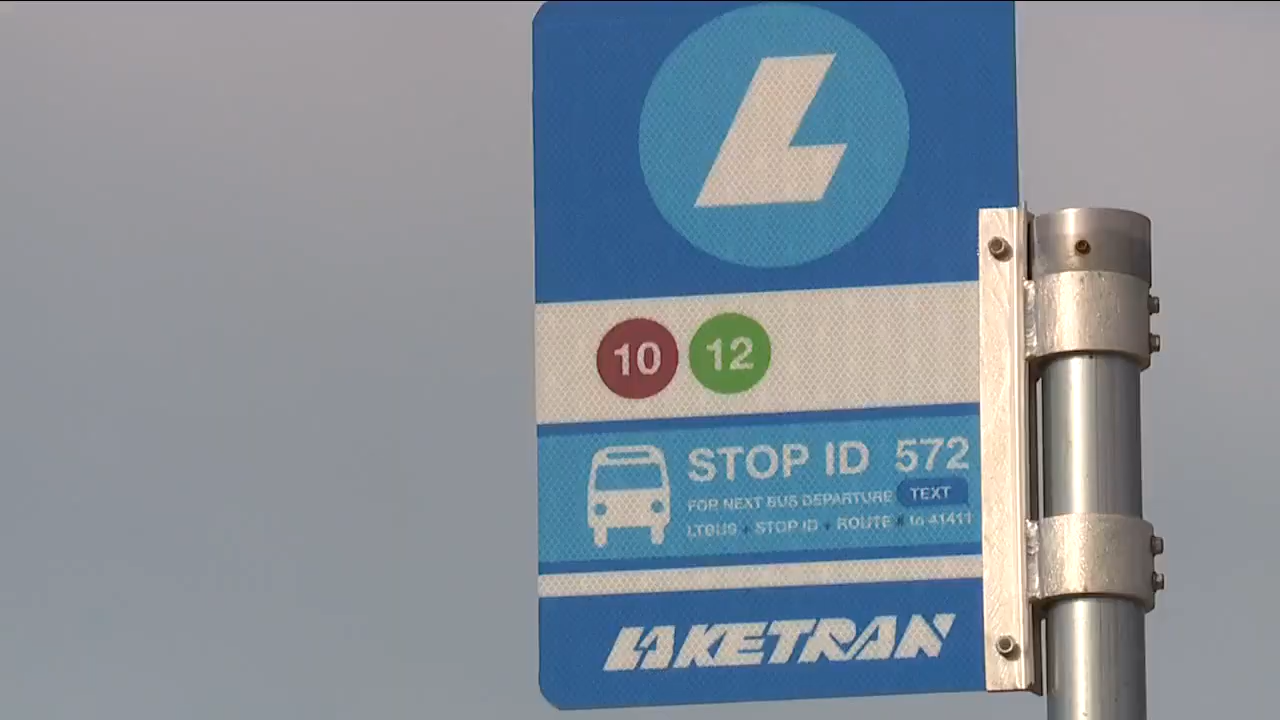 L
10 12
STOP ID 572
FOR NEXT BUS DEPARTURE TEXT
LTBUS + STOP ID + ROUTE # to 41411
LAKETRAN